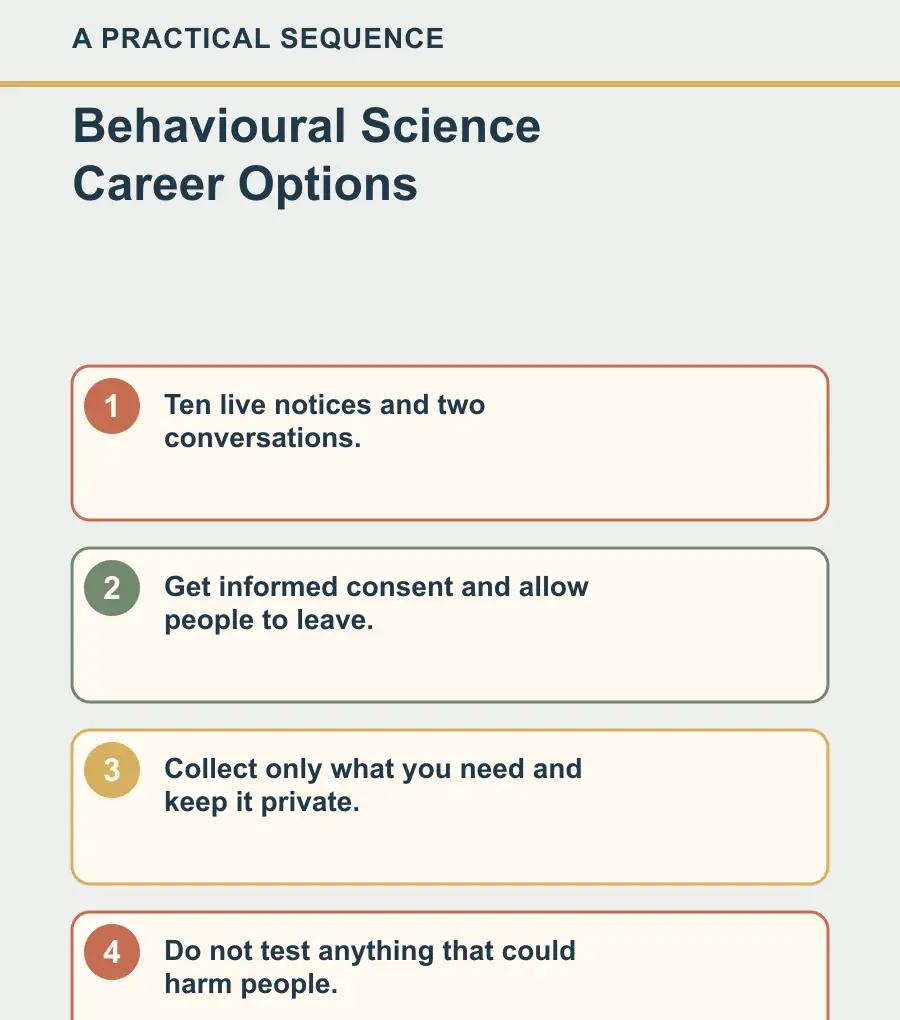 A PRACTICAL SEQUENCE
Behavioural Science
Career Options
1
Ten live notices and two
conversations.
2
Get informed consent and allow
people to leave.
3
Collect only what you need and
keep it private.
4
Do not test anything that could
harm people.